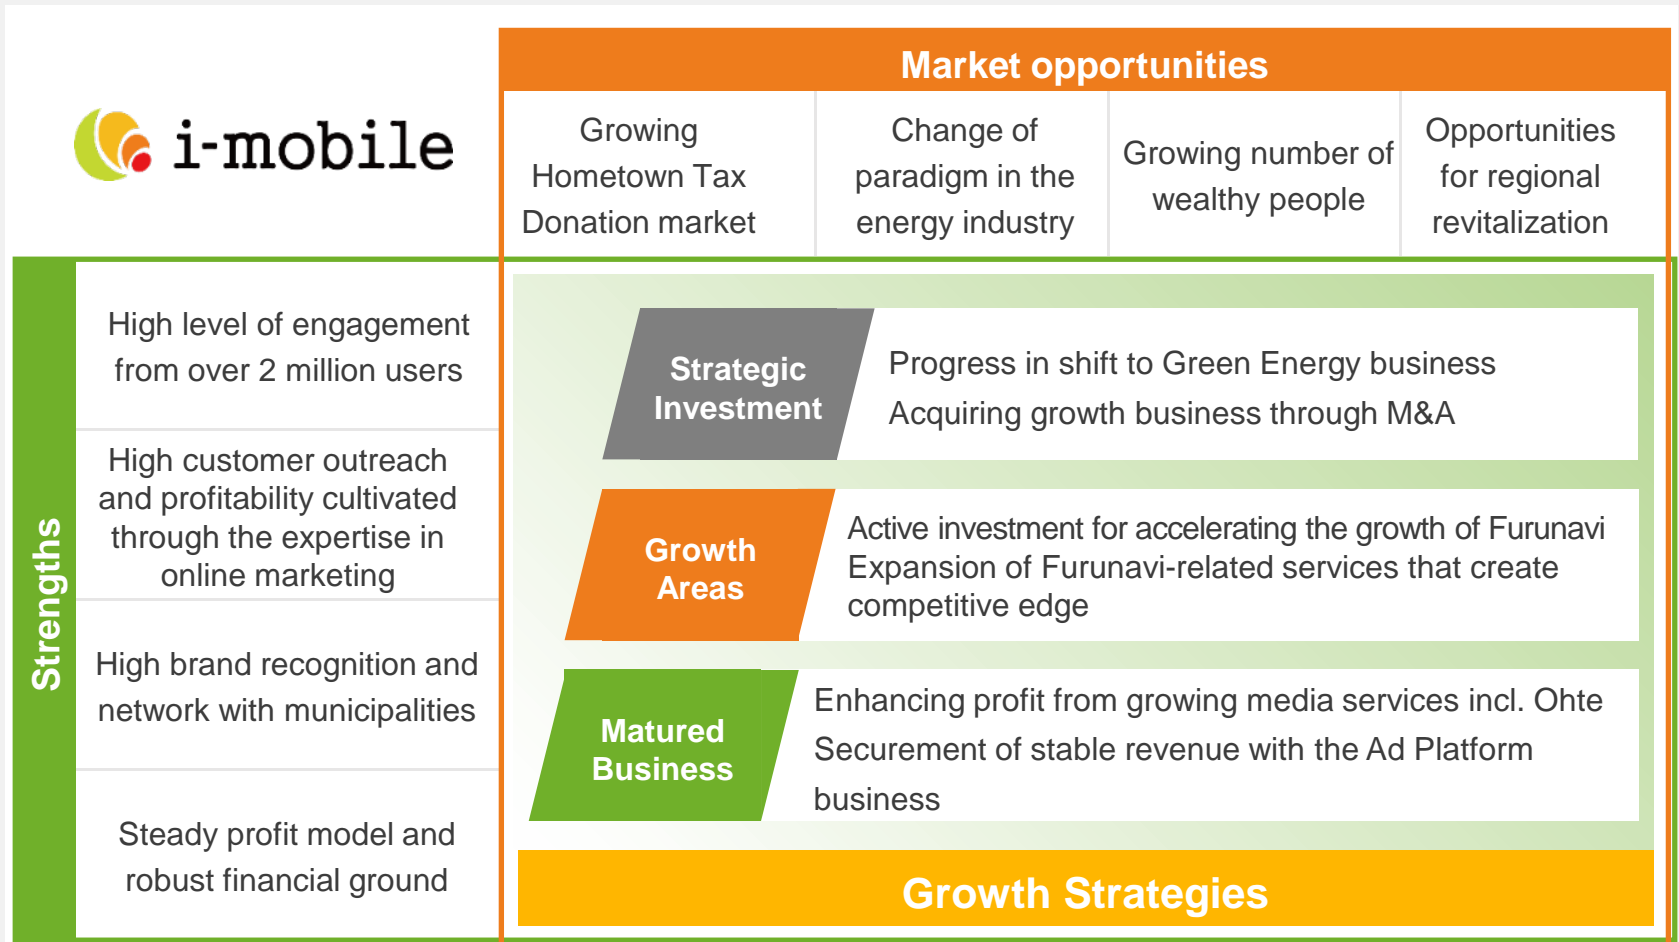 Market opportunities
i-mobile
Growing
Hometown Tax
Donation market
Change of
paradigm in the
energy industry
Growing number of
wealthy people
Opportunities
for regional
revitalization
Strengths
High level of engagement
from over 2 million users
High customer outreach
and profitability cultivated
through the expertise in
online marketing
High brand recognition and
network with municipalities
Steady profit model and
robust financial ground
Strategic
Investment
Progress in shift to Green Energy business
Acquiring growth business through M&A
Growth
Areas
Active investment for accelerating the growth of Furunavi
Expansion of Furunavi-related services that create
competitive edge
Matured
Business
Enhancing profit from growing media services incl. Ohte
Securement of stable revenue with the Ad Platform
business
Growth Strategies